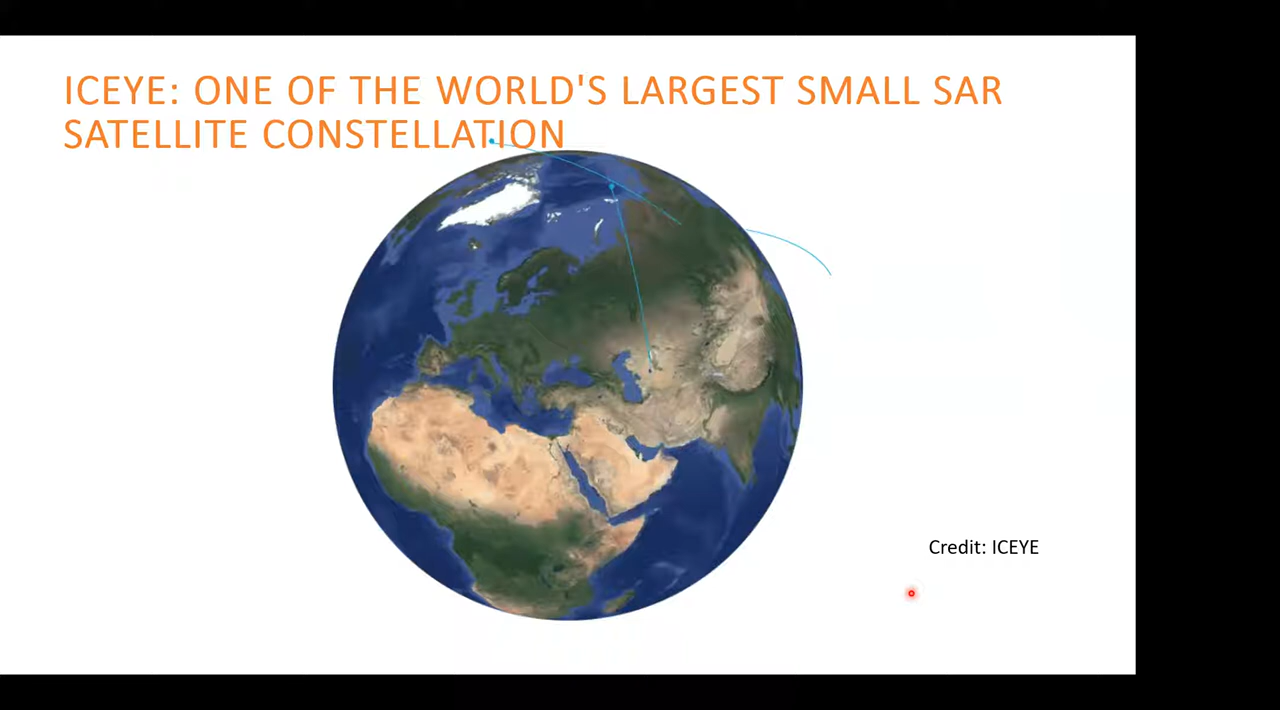 ICEYE: ONE OF THE WORLD'S LARGEST SMALL SAR
SATELLITE CONSTELLATION
Credit: ICEYE